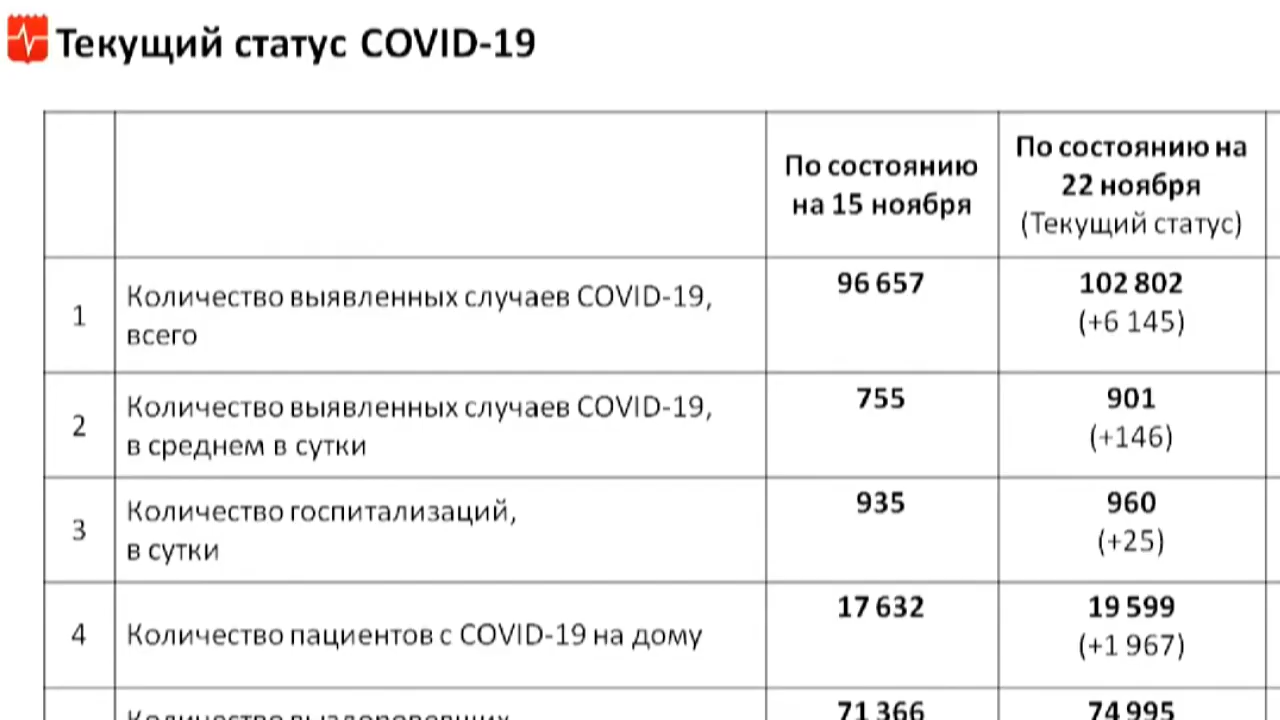 Текущий статус COVID-19
По состоянию
на 15 ноября
По состоянию на
22 ноября
(Текущий статус)
1
Количество выявленных случаев COVID-19,
всего
96 657
102 802
(+6 145)
2
Количество выявленных случаев COVID-19,
в среднем в сутки
755
901
(+146)
3
Количество госпитализаций,
в сутки
935
960
(+25)
4
Количество пациентов с COVID-19 на дому
17 632
19 599
(+1 967)
Количество выздоровевших
71 366
74 995